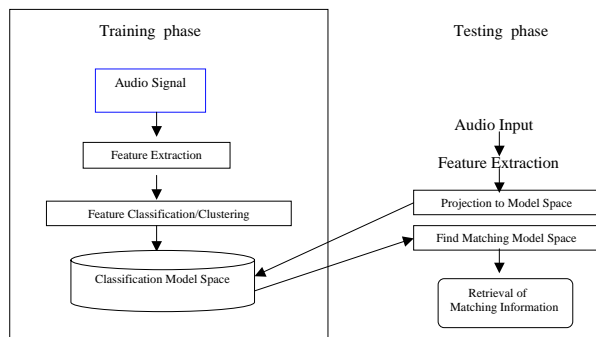 Training phase
Audio Signal
Feature Extraction
Feature Classification/Clustering
Classification Model Space
Testing phase
Audio Input
Feature Extraction
Projection to Model Space
Find Matching Model Space
Retrieval of
Matching Information